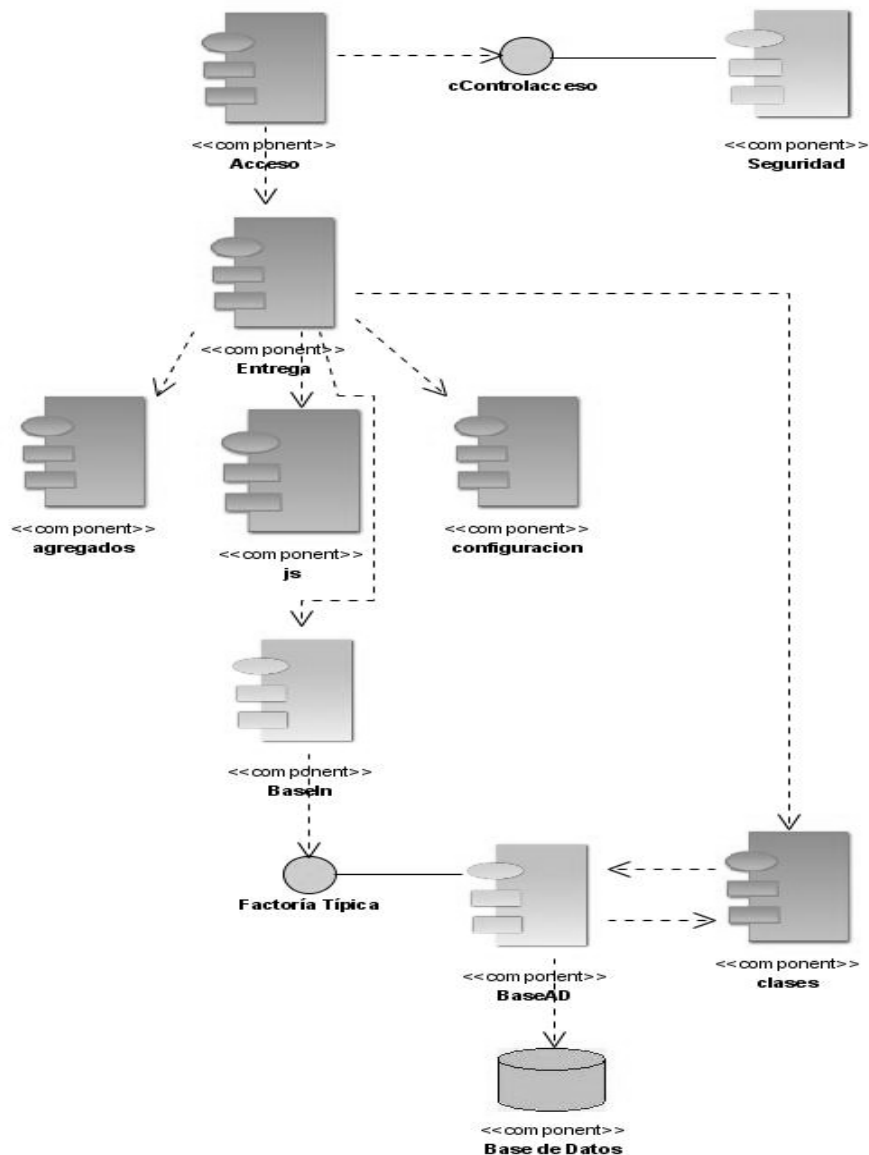 cControlacceso
<<component>>
Acceso
<<component>>
Seguridad
<<component>>
Entrega
<<component>>
agregados
<<component>>
js
<<component>>
configuracion
<<component>>
BaseIn
Factoría Típica
<<component>>
BaseAD
<<component>>
clases
<<component>>
Base de Datos